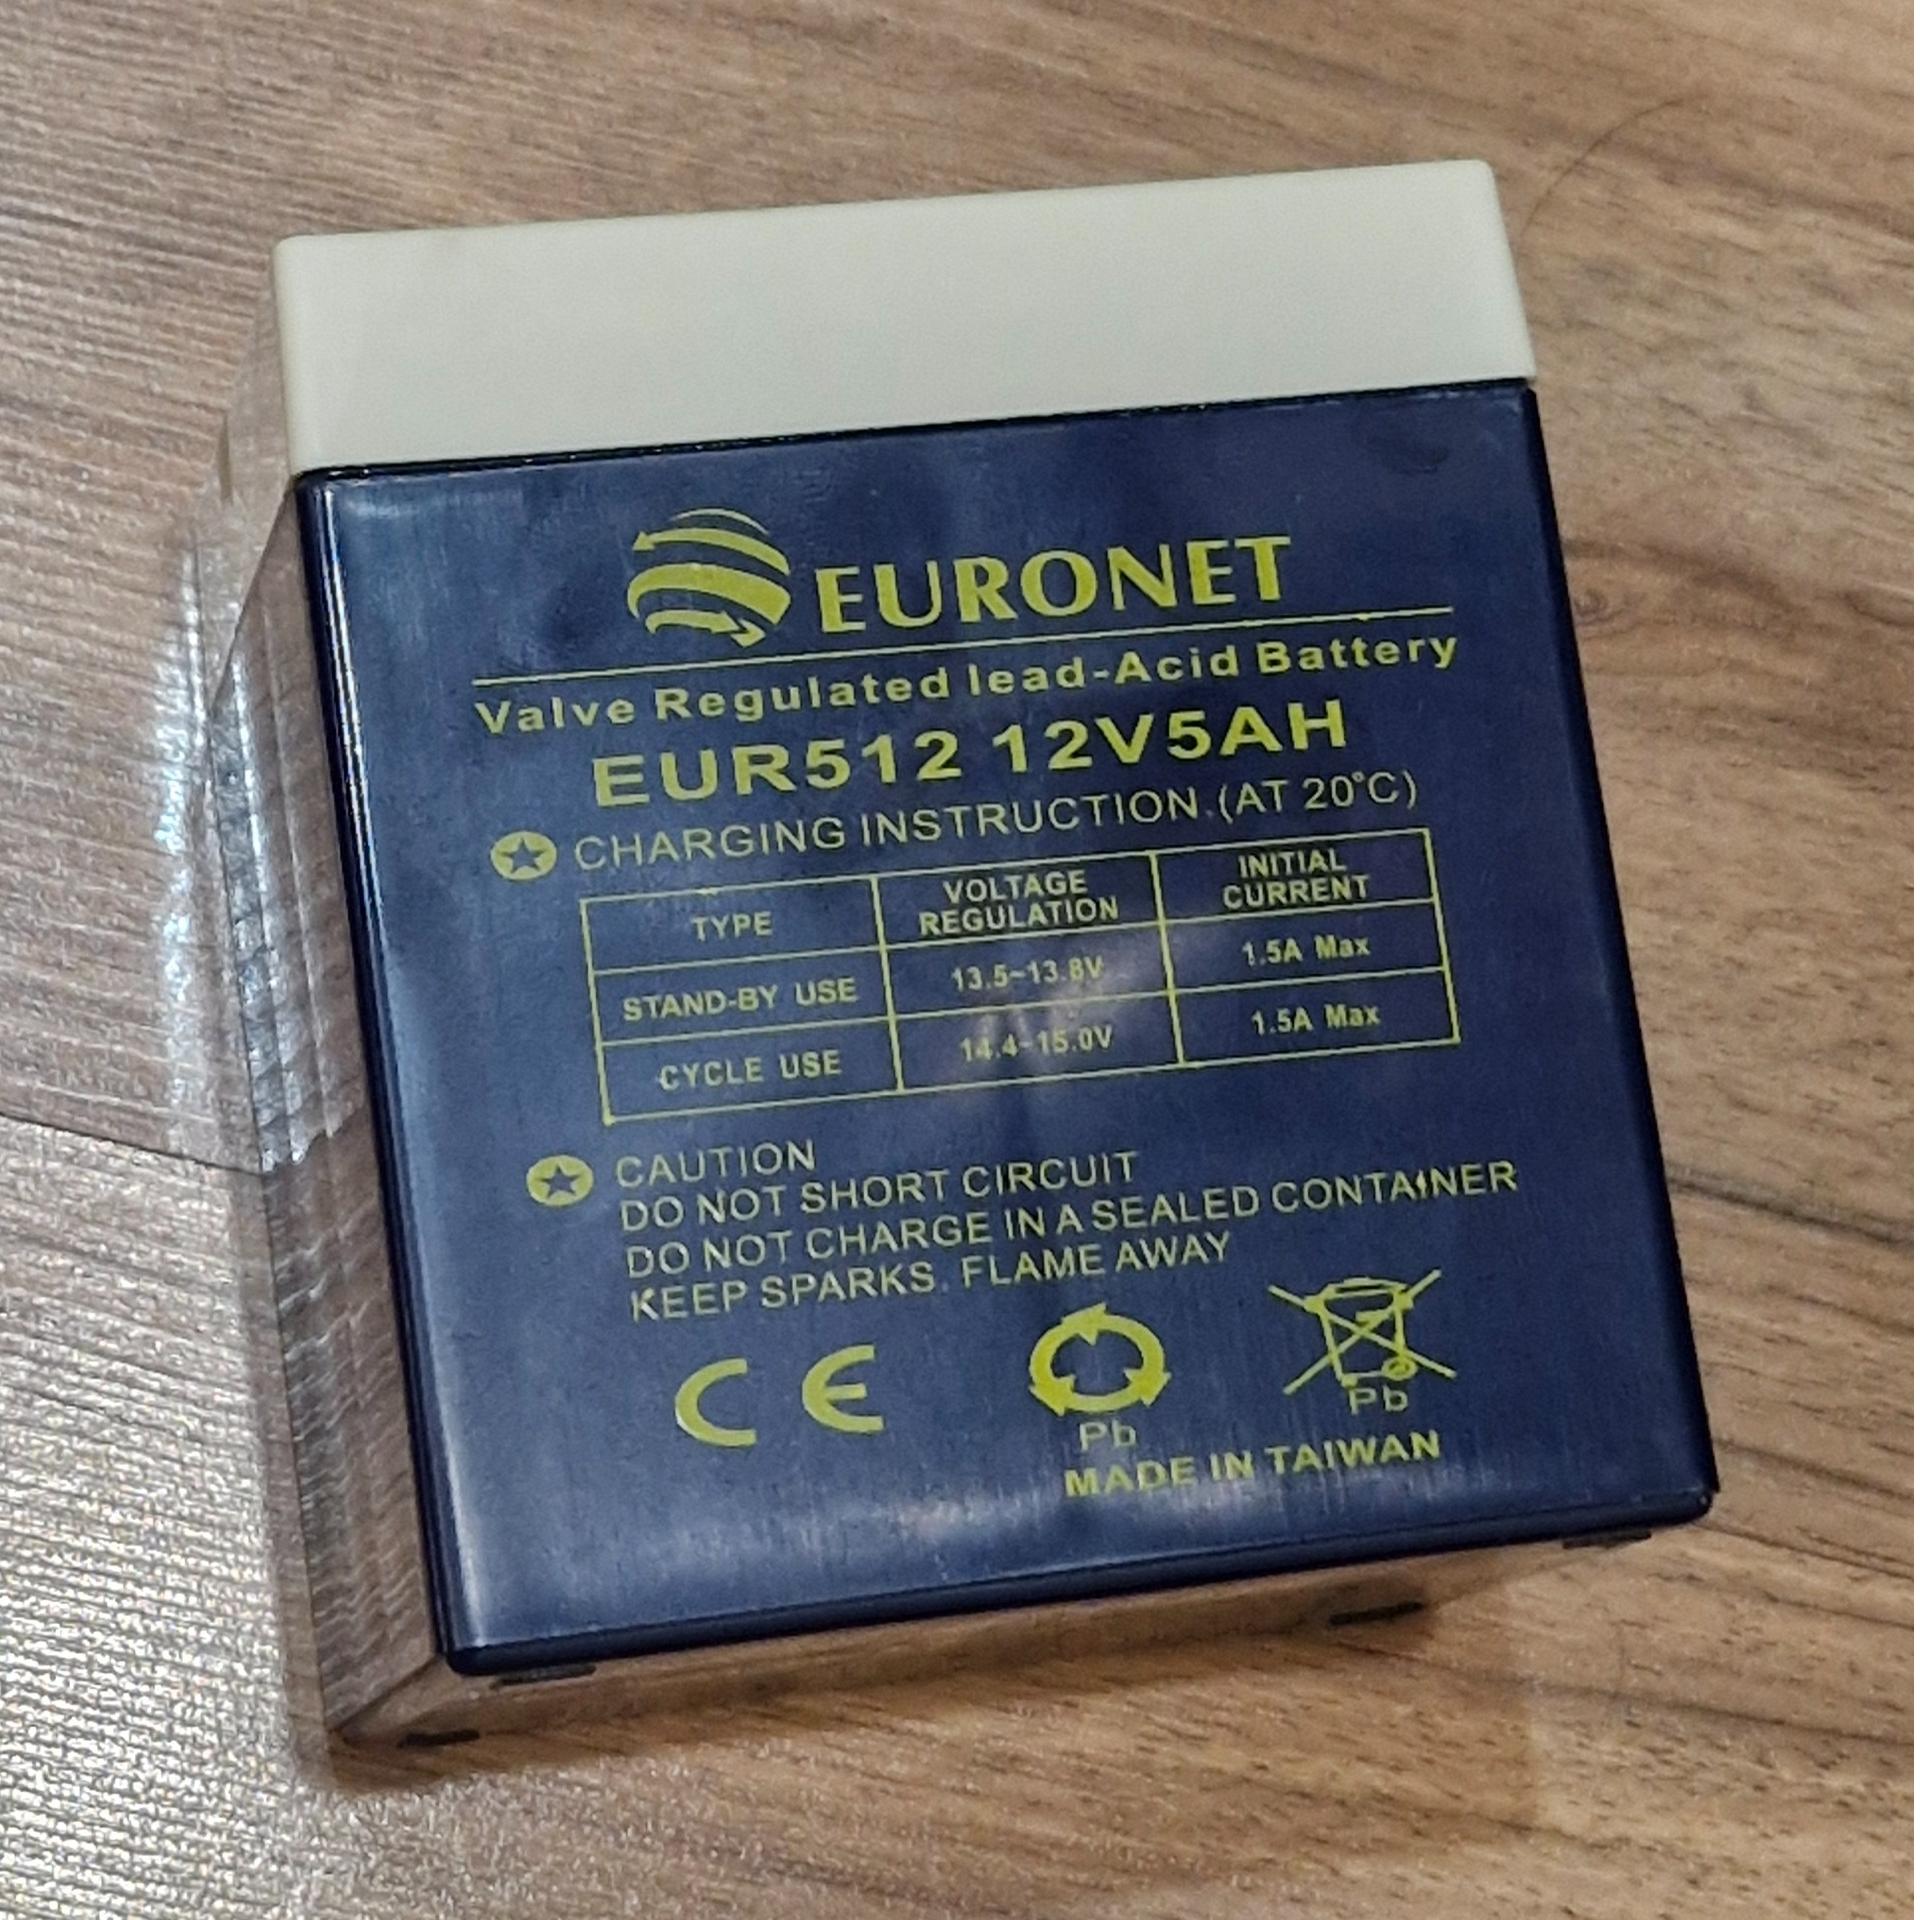 EURONET
Valve Regulated lead-Acid Battery
EUR512 12V5AH
CHARGING INSTRUCTION.(AT 20°C)
TYPE VOLTAGE REGULATION INITIAL CURRENT
STAND-BY USE 13.5~13.8V 1.5A Max
CYCLE USE 14.4~15.0V 1.5A Max
CAUTION
DO NOT SHORT CIRCUIT
DO NOT CHARGE IN A SEALED CONTAINER
KEEP SPARKS. FLAME AWAY
CE
Pb Pb
MADE IN TAIWAN